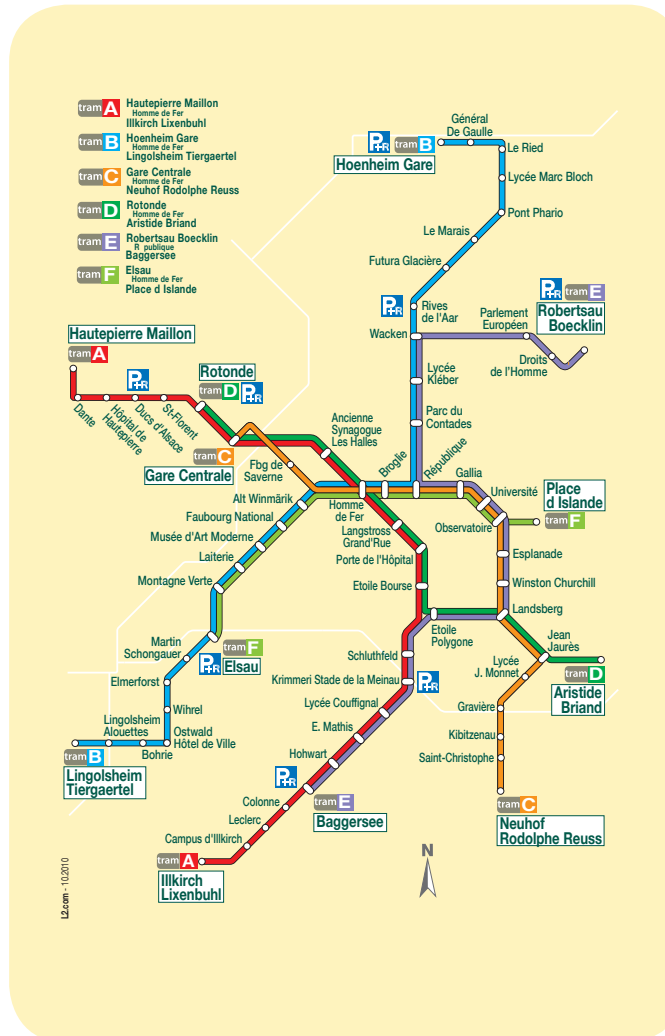 tram A Hautepierre Maillon
Homme de Fer
Illkirch Lixenbuhl
tram B Hoenheim Gare
Homme de Fer
Lingolsheim Tiergaertel
tram C Gare Centrale
Homme de Fer
Neuhof Rodolphe Reuss
tram D Rotonde
Homme de Fer
Aristide Briand
tram E Robertsau Boecklin
R publique
Baggersee
tram F Elsau
Homme de Fer
Place d Islande
P+R
tram B
Hoenheim Gare
Général
De Gaulle
Le Ried
Lycée Marc Bloch
Pont Phario
Le Marais
Futura Glacière
P+R
Rives
de l'Aar
Wacken
P+R
tram E
Robertsau
Boecklin
Parlement
Européen
Droits
de l'Homme
Lycée
Kléber
Parc du
Contades
Hautepierre Maillon
tram A
P+R
Dante
Hôpital de
Hautepierre
Ducs d'Alsace
St-Florent
Rotonde
tram D
P+R
tram C
Gare Centrale
Ancienne
Synagogue
Les Halles
Fbg de
Saverne
Broglie
République
Gallia
Université
Place
d Islande
tram F
Observatoire
Alt Winmärik
Faubourg National
Musée d'Art Moderne
Laiterie
Montagne Verte
Homme
de Fer
Langstross
Grand'Rue
Porte de l'Hôpital
Etoile Bourse
Esplanade
Winston Churchill
Landsberg
Etoile
Polygone
Jean
Jaurès
tram D
Aristide
Briand
Lycée
J. Monnet
Gravière
Kibitzenau
Saint-Christophe
tram C
Neuhof
Rodolphe Reuss
Martin
Schongauer
P+R
tram F
Elsau
Elmerforst
Wihrel
Ostwald
Hôtel de Ville
Lingolsheim
Alouettes
Bohrie
tram B
Lingolsheim
Tiergaertel
Schluthfeld
Krimmeri Stade de la Meinau
P+R
Lycée Couffignal
E. Mathis
Hohwart
P+R
tram E
Baggersee
Colonne
Leclerc
Campus d'Illkirch
tram A
Illkirch
Lixenbuhl
N
L2.com - 10.2010